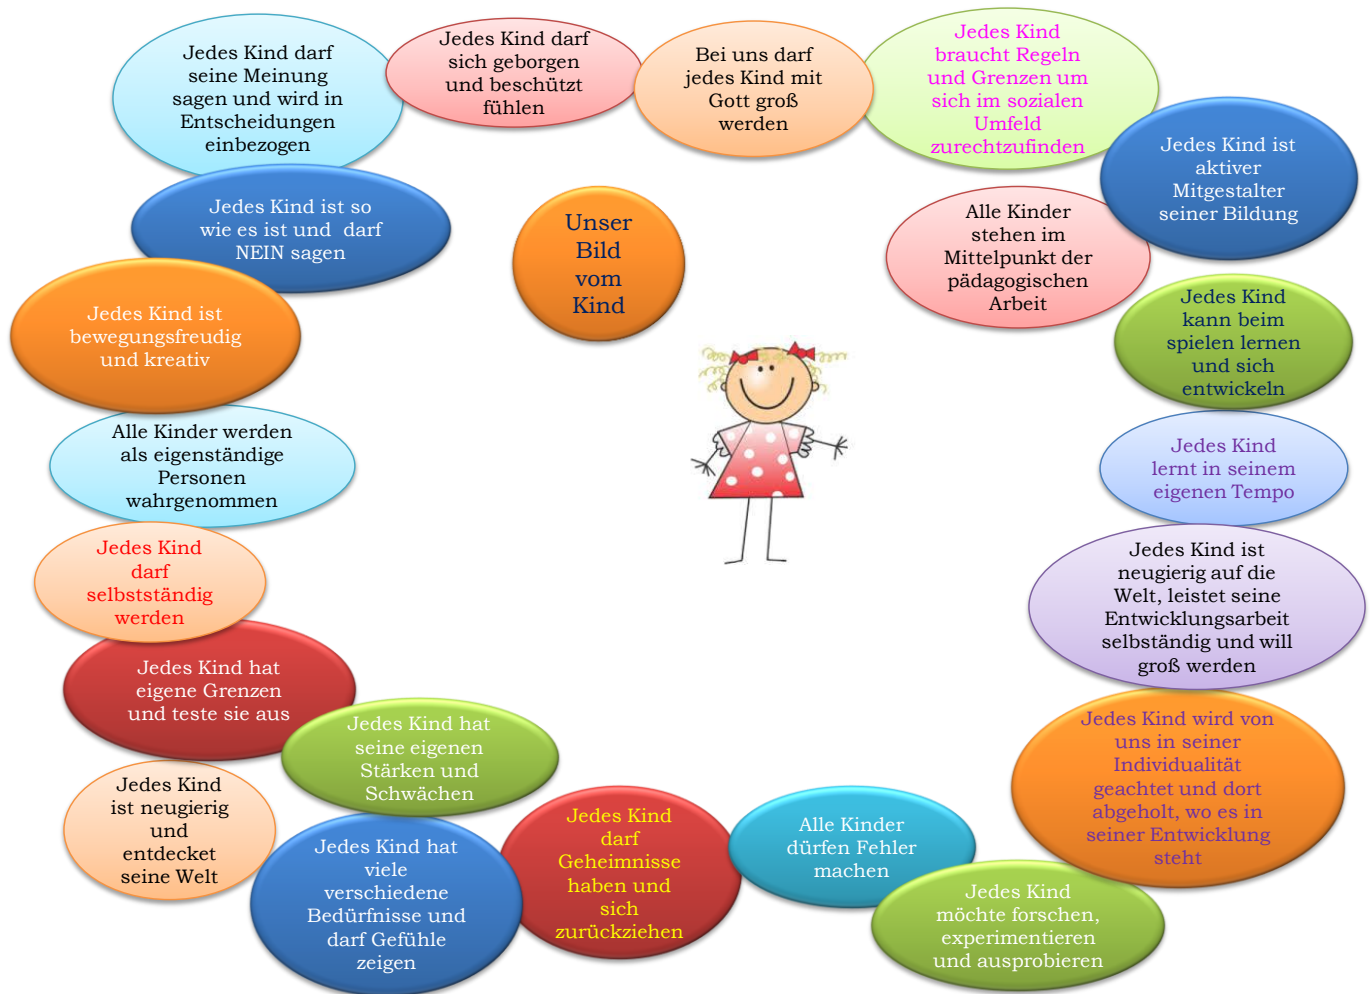 Jedes Kind darf
seine Meinung
sagen und wird in
Entscheidungen
einbezogen
Jedes Kind darf
sich geborgen
und beschützt
fühlen
Bei uns darf
jedes Kind mit
Gott groß
werden
Jedes Kind
braucht Regeln
und Grenzen um
sich im sozialen
Umfeld
zurechtzufinden
Jedes Kind ist
aktiver
Mitgestalter
seiner Bildung
Jedes Kind ist so
wie es ist und  darf
NEIN sagen
Unser
Bild
vom
Kind
Alle Kinder
stehen im
Mittelpunkt der
pädagogischen
Arbeit
Jedes Kind ist
bewegungsfreudig
und kreativ
Jedes Kind
kann beim
spielen lernen
und sich
entwickeln
Alle Kinder werden
als eigenständige
Personen
wahrgenommen
Jedes Kind
lernt in seinem
eigenen Tempo
Jedes Kind
darf
selbstständig
werden
Jedes Kind ist
neugierig auf die
Welt, leistet seine
Entwicklungsarbeit
selbständig und will
groß werden
Jedes Kind hat
eigene Grenzen
und teste sie aus
Jedes Kind hat
seine eigenen
Stärken und
Schwächen
Jedes Kind wird von
uns in seiner
Individualität
geachtet und dort
abgeholt, wo es in
seiner Entwicklung
steht
Jedes Kind
ist neugierig
und
entdecket
seine Welt
Jedes Kind hat
viele
verschiedene
Bedürfnisse und
darf Gefühle
zeigen
Jedes Kind
darf
Geheimnisse
haben und
sich
zurückziehen
Alle Kinder
dürfen Fehler
machen
Jedes Kind
möchte forschen,
experimentieren
und ausprobieren